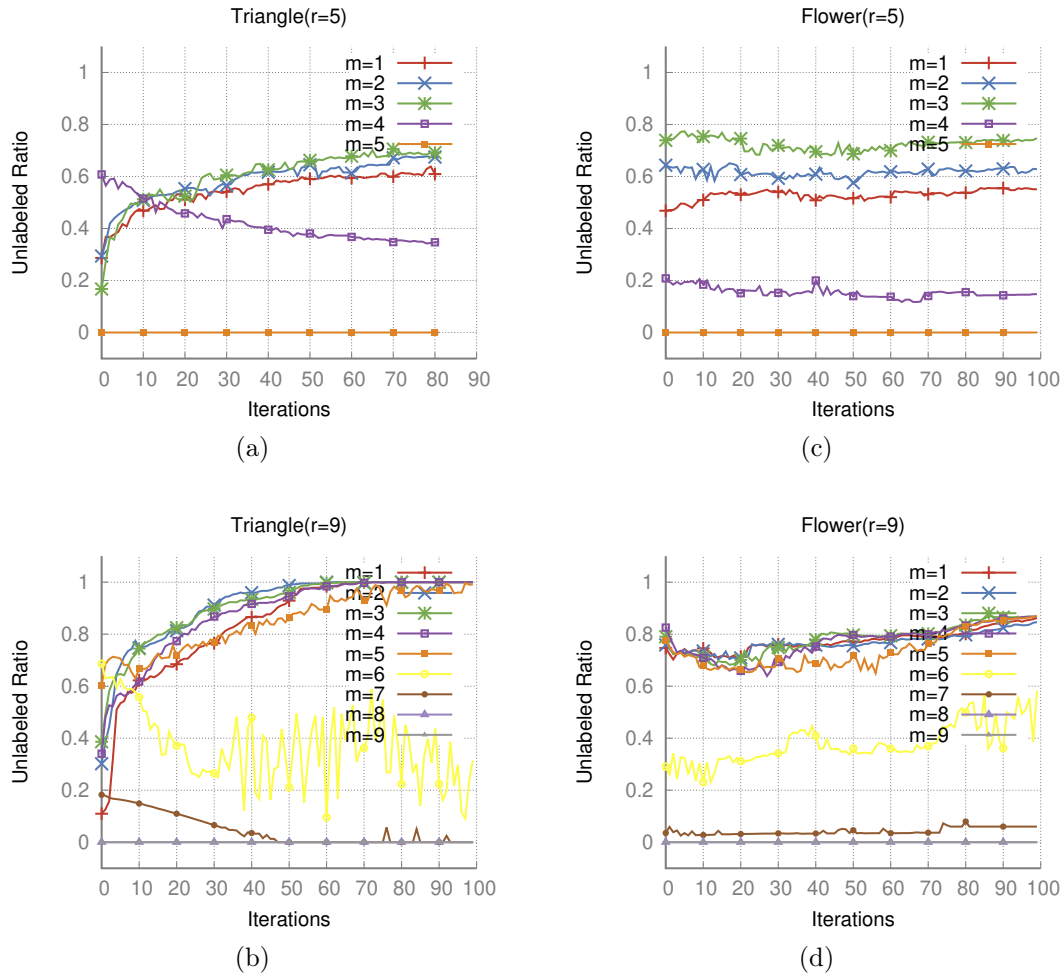 Triangle(r=5)
Unlabeled Ratio
1
0.8
0.6
0.4
0.2
0
m=1
m=2
m=3
m=4
m=5
0 10 20 30 40 50 60 70 80 90
Iterations
(a)
Flower(r=5)
Unlabeled Ratio
1
0.8
0.6
0.4
0.2
0
m=1
m=2
m=3
m=4
m=5
0 10 20 30 40 50 60 70 80 90 100
Iterations
(c)
Triangle(r=9)
Unlabeled Ratio
1
0.8
0.6
0.4
0.2
0
m=1
m=2
m=3
m=4
m=5
m=6
m=7
m=8
m=9
0 10 20 30 40 50 60 70 80 90 100
Iterations
(b)
Flower(r=9)
Unlabeled Ratio
1
0.8
0.6
0.4
0.2
0
m=1
m=2
m=3
m=4
m=5
m=6
m=7
m=8
m=9
0 10 20 30 40 50 60 70 80 90 100
Iterations
(d)